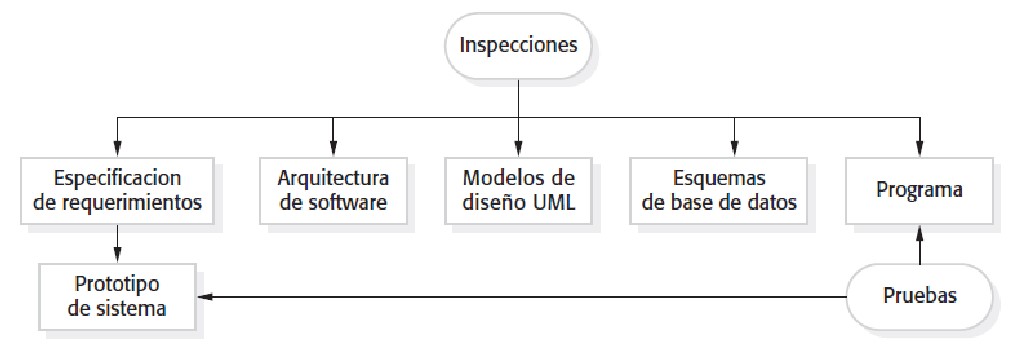 Inspecciones
Especificacion
de requerimientos
Arquitectura
de software
Modelos de
diseño UML
Esquemas
de base de datos
Programa
Prototipo
de sistema
Pruebas